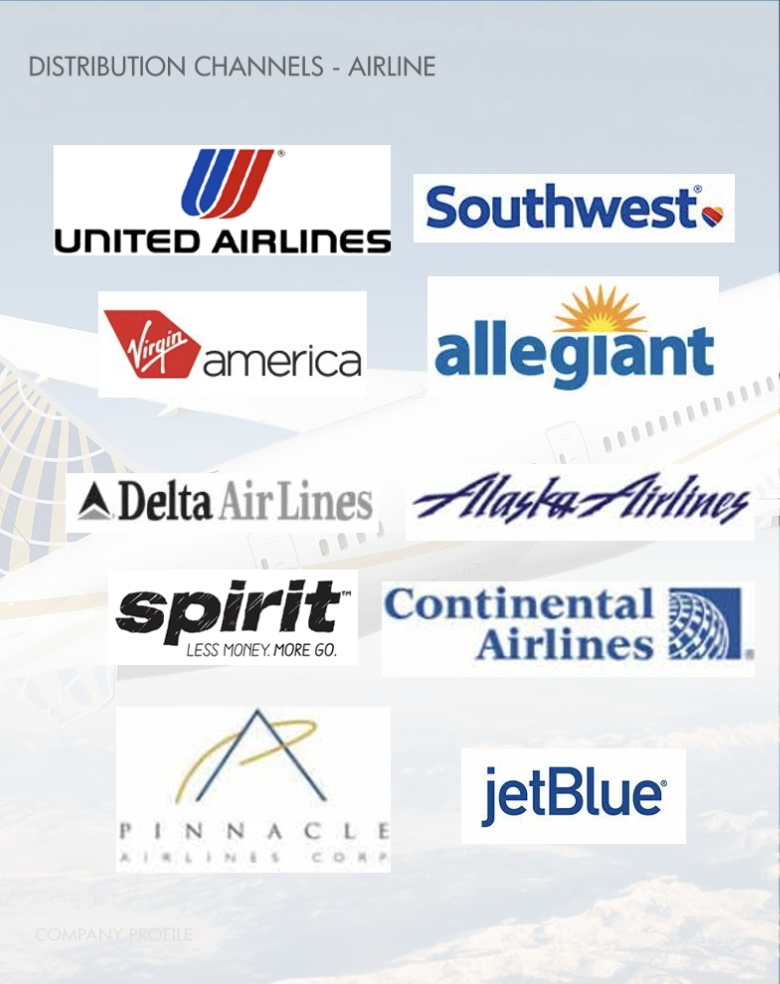 DISTRIBUTION CHANNELS - AIRLINE
UNITED AIRLINES®
Southwest®
Virgin america
allegiant
Delta Air Lines
Alaska Airlines
spirit™
LESS MONEY. MORE GO.
Continental
Airlines®
PINNACLE
AIRLINES CORP
jetBlue®
COMPANY PROFILE